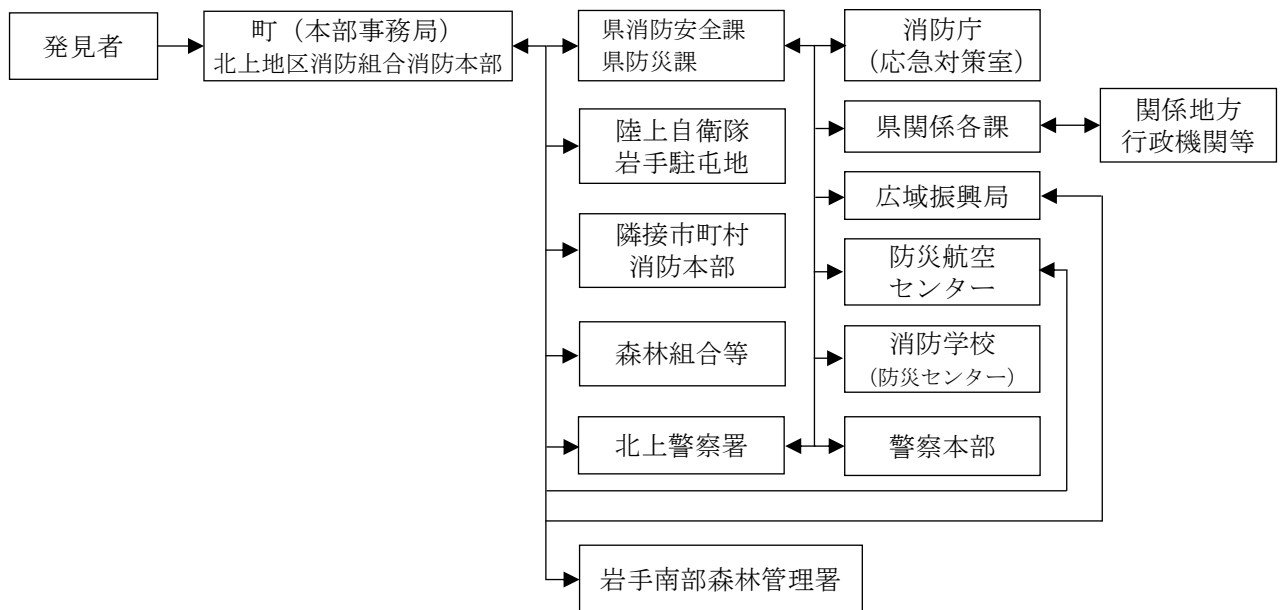 発見者
町（本部事務局）
北上地区消防組合消防本部
県消防安全課
県防災課
消防庁
（応急対策室）
陸上自衛隊
岩手駐屯地
県関係各課
関係地方
行政機関等
広域振興局
隣接市町村
消防本部
防災航空
センター
森林組合等
消防学校
（防災センター）
北上警察署
警察本部
岩手南部森林管理署